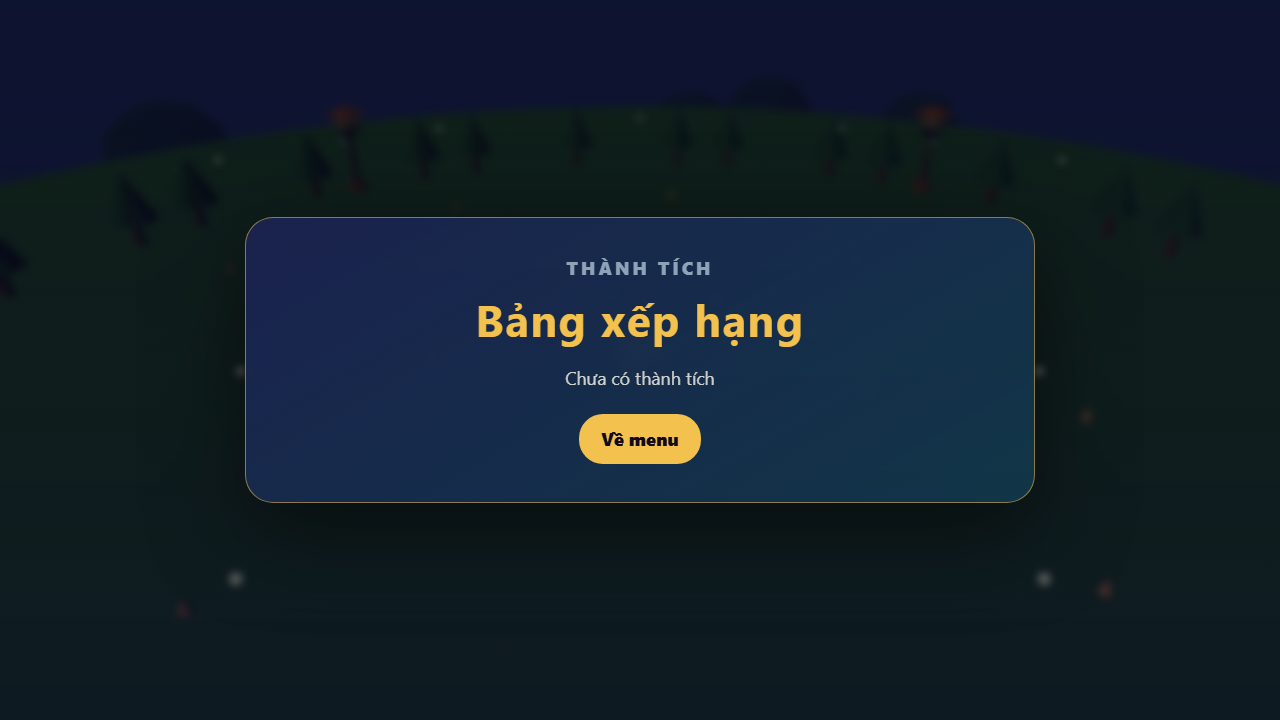 THÀNH TÍCH
Bảng xếp hạng
Chưa có thành tích
Về menu